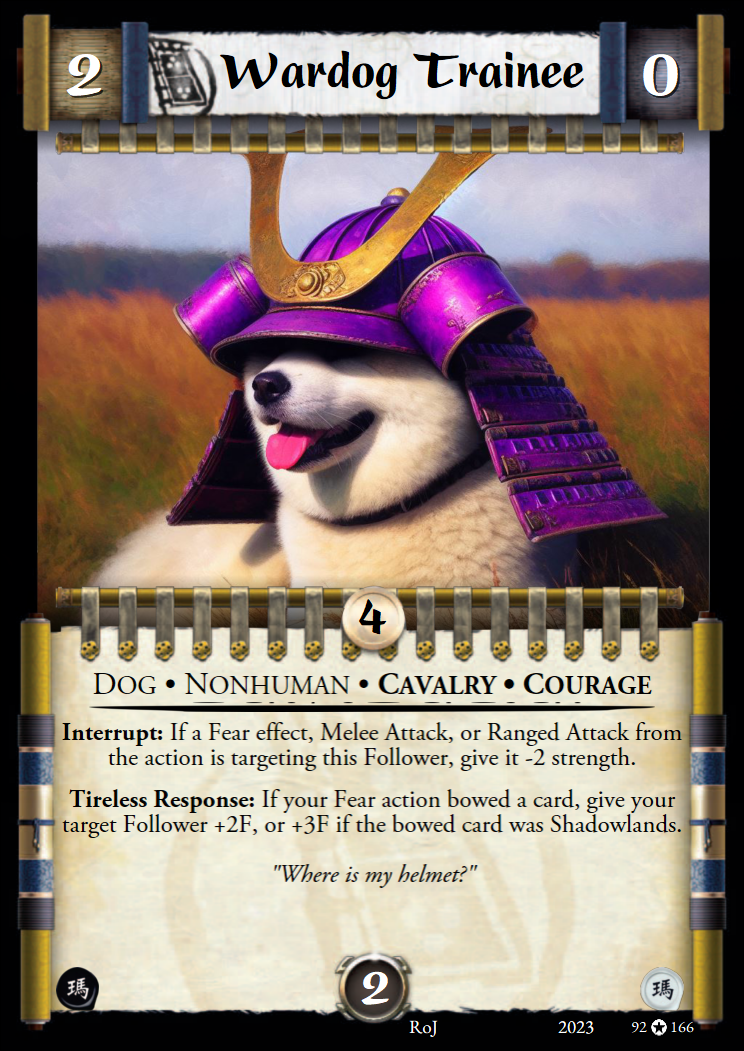 2
Wardog Trainee
0
4
Dog • Nonhuman • Cavalry • Courage
Interrupt: If a Fear effect, Melee Attack, or Ranged Attack from
the action is targeting this Follower, give it -2 strength.
Tireless Response: If your Fear action bowed a card, give your
target Follower +2F, or +3F if the bowed card was Shadowlands.
"Where is my helmet?"
瑪
2
瑪
RoJ 2023 92 ✪ 166